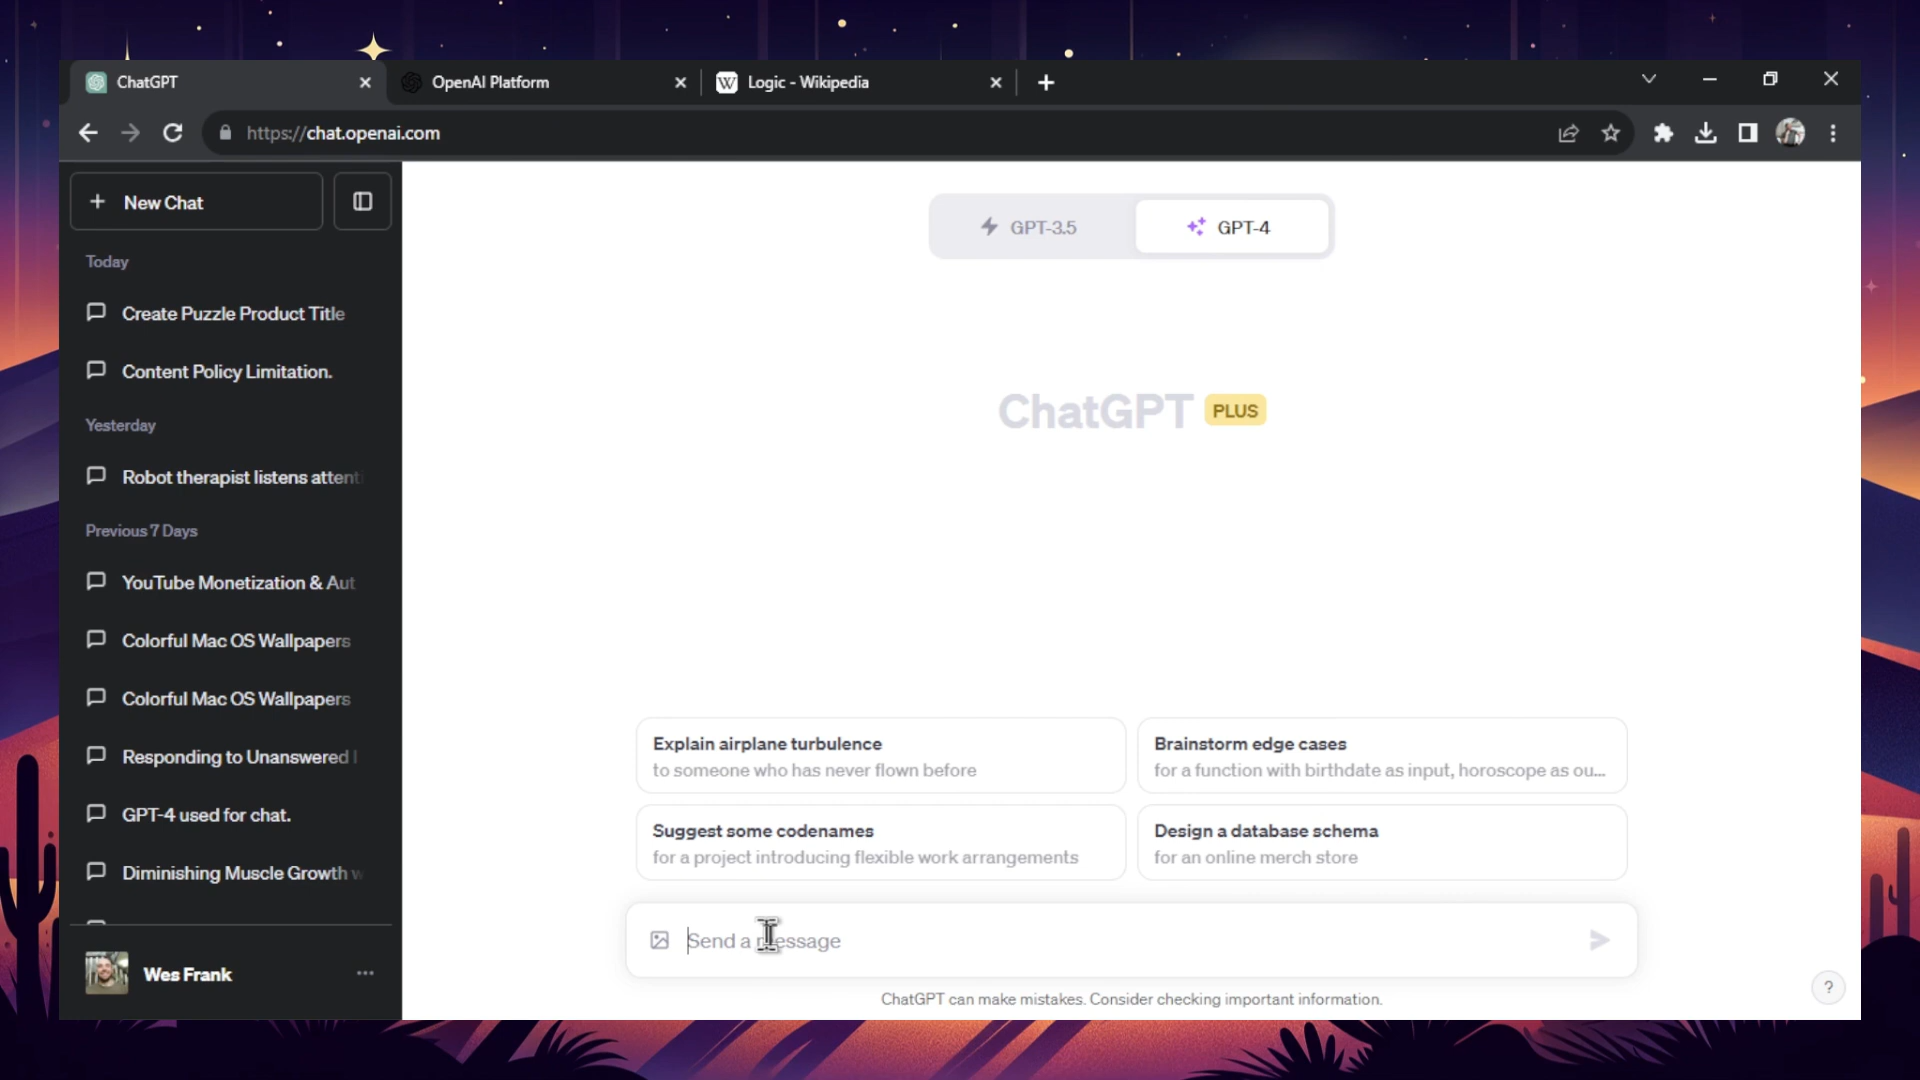 ChatGPT
OpenAI Platform
Logic - Wikipedia
https://chat.openai.com
New Chat
Today
Create Puzzle Product Title
Content Policy Limitation.
Yesterday
Robot therapist listens attent
Previous 7 Days
YouTube Monetization & Aut
Colorful Mac OS Wallpapers
Colorful Mac OS Wallpapers
Responding to Unanswered
GPT-4 used for chat.
Diminishing Muscle Growth w
Wes Frank
GPT-3.5
GPT-4
ChatGPT PLUS
Explain airplane turbulence
to someone who has never flown before
Brainstorm edge cases
for a function with birthdate as input, horoscope as ou...
Suggest some codenames
for a project introducing flexible work arrangements
Design a database schema
for an online merch store
Send a message
ChatGPT can make mistakes. Consider checking important information.
?